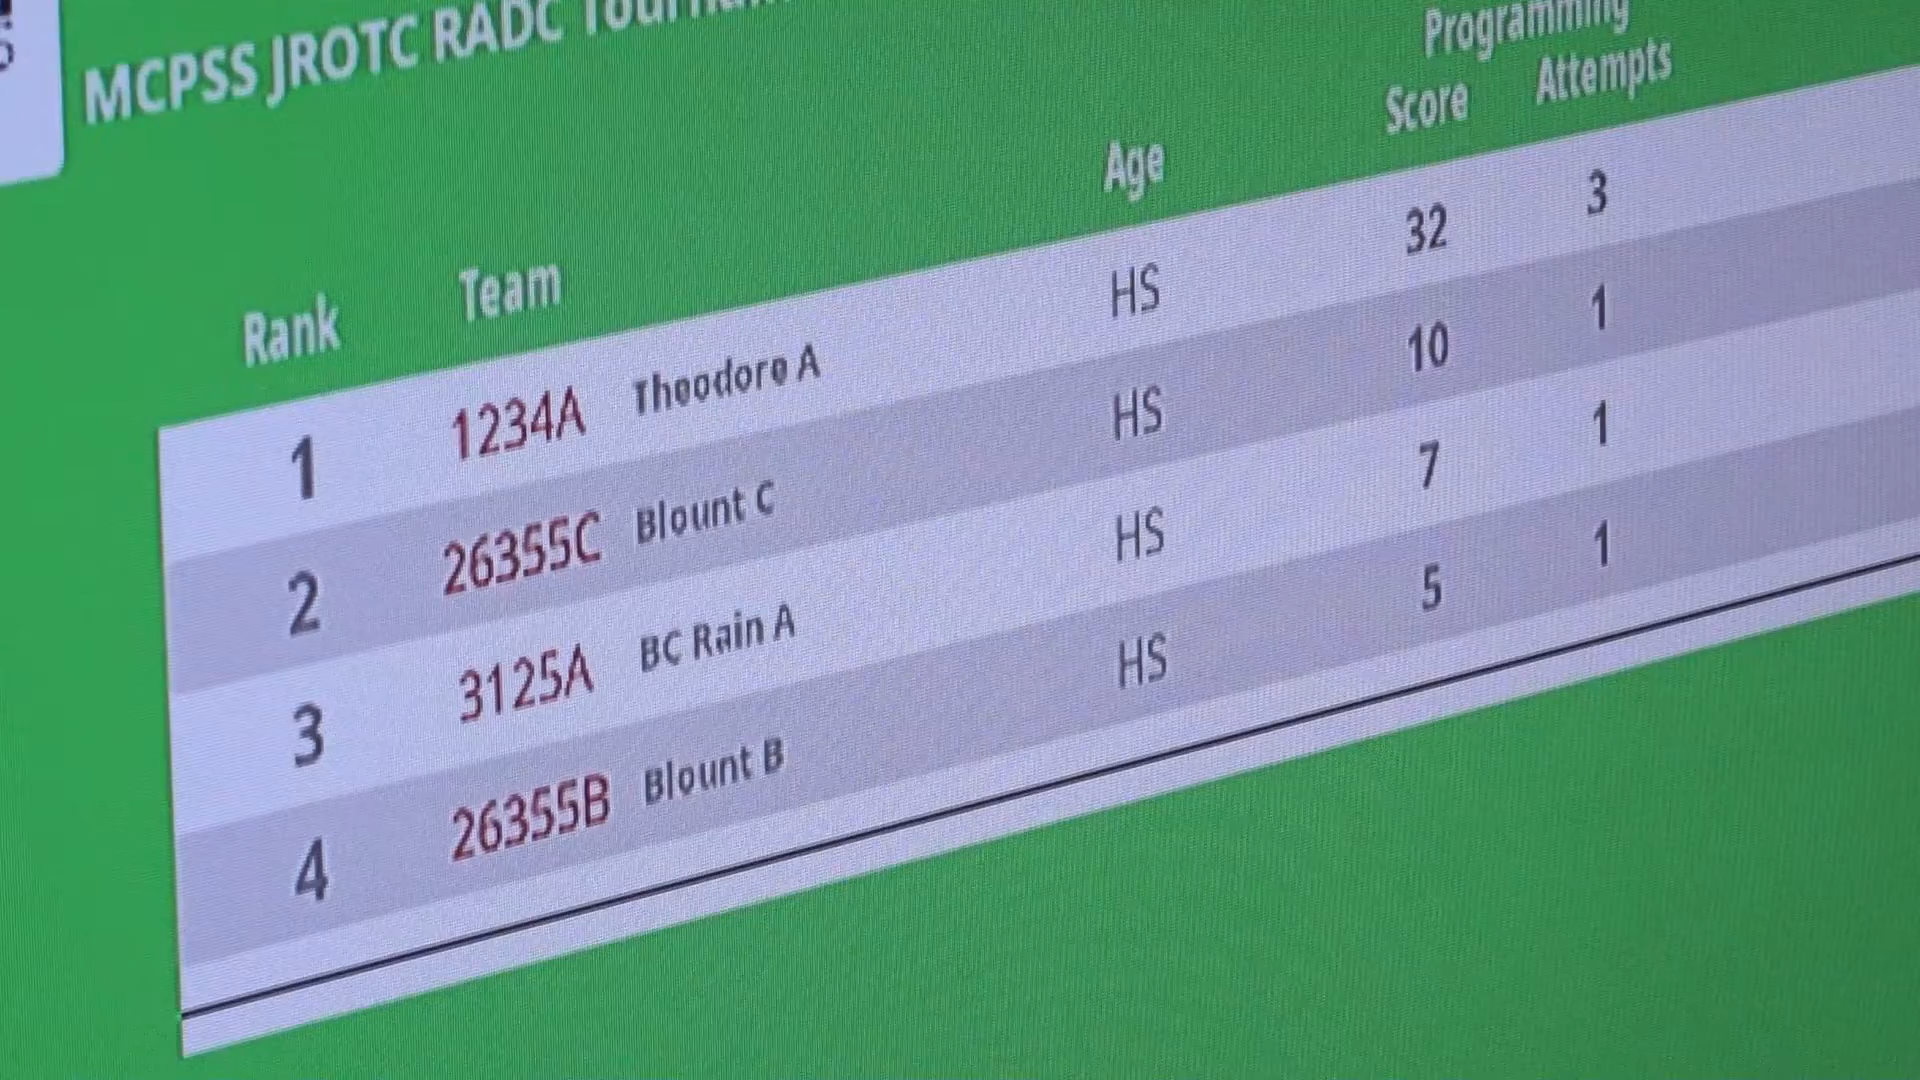 MCPSS JROTC RADC Tournam
Programming
Rank Team Age Score Attempts
1 1234A Theodore A HS 32 3
2 26355C Blount C HS 10 1
3 3125A BC Rain A HS 7 1
4 26355B Blount B HS 5 1